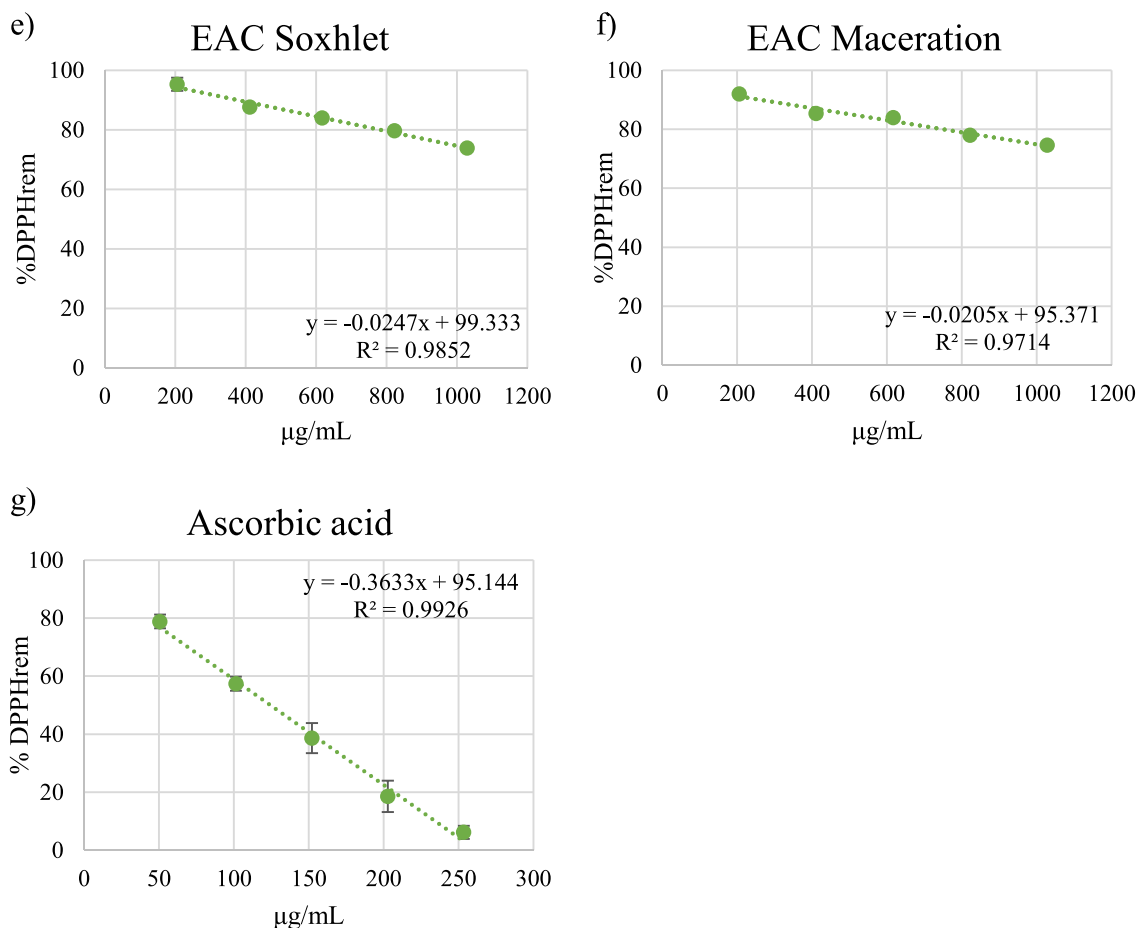 e)
EAC Soxhlet
100
80
60
40
20
0
%DPPHrem
y = -0.0247x + 99.333
R² = 0.9852
0 200 400 600 800 1000 1200
µg/mL
f)
EAC Maceration
100
80
60
40
20
0
%DPPHrem
y = -0.0205x + 95.371
R² = 0.9714
0 200 400 600 800 1000 1200
µg/mL
g)
Ascorbic acid
100
80
60
40
20
0
% DPPHrem
y = -0.3633x + 95.144
R² = 0.9926
0 50 100 150 200 250 300
µg/mL